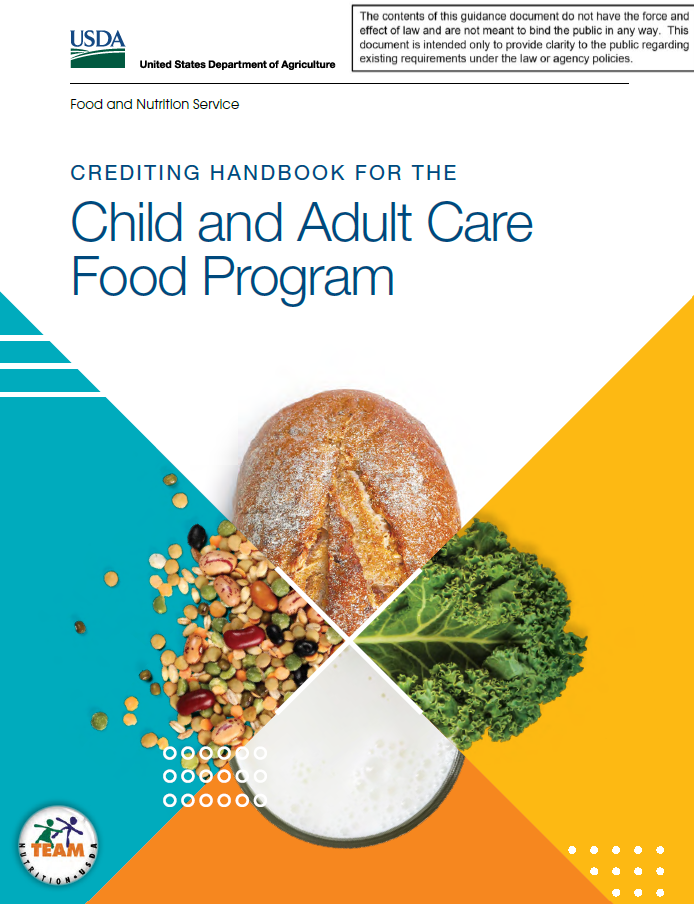 The contents of this guidance document do not have the force and
effect of law and are not meant to bind the public in any way. This
document is intended only to provide clarity to the public regarding
existing requirements under the law or agency policies.
USDA
United States Department of Agriculture
Food and Nutrition Service
CREDITING HANDBOOK FOR THE
Child and Adult Care
Food Program
TEAM
NUTRITION • USDA